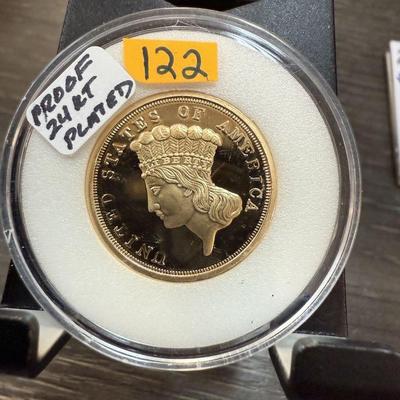 122
PROOF
24 KT
PLATED
UNITED STATES OF AMERICA
LIBERTY